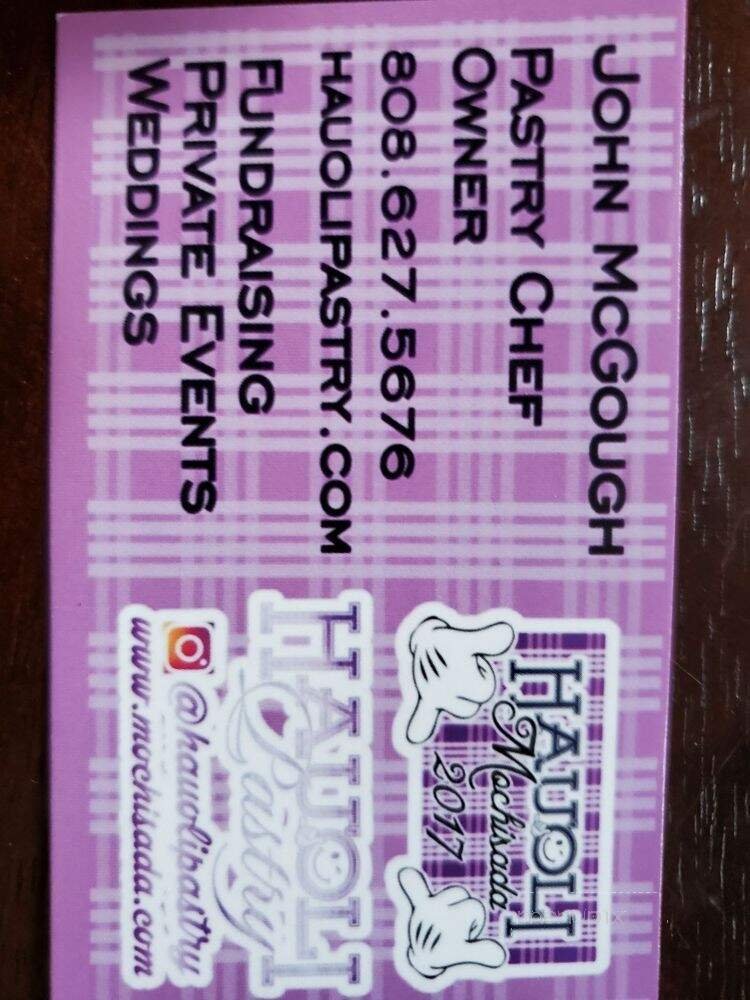 John McGough
Pastry Chef
Owner
808.627.5676
hauolipastry.com
Fundraising
Private Events
Weddings
HAUOLI
Mochisada
2017
HAUOLI
Pastry
@hauolipastry
www.mochisada.com